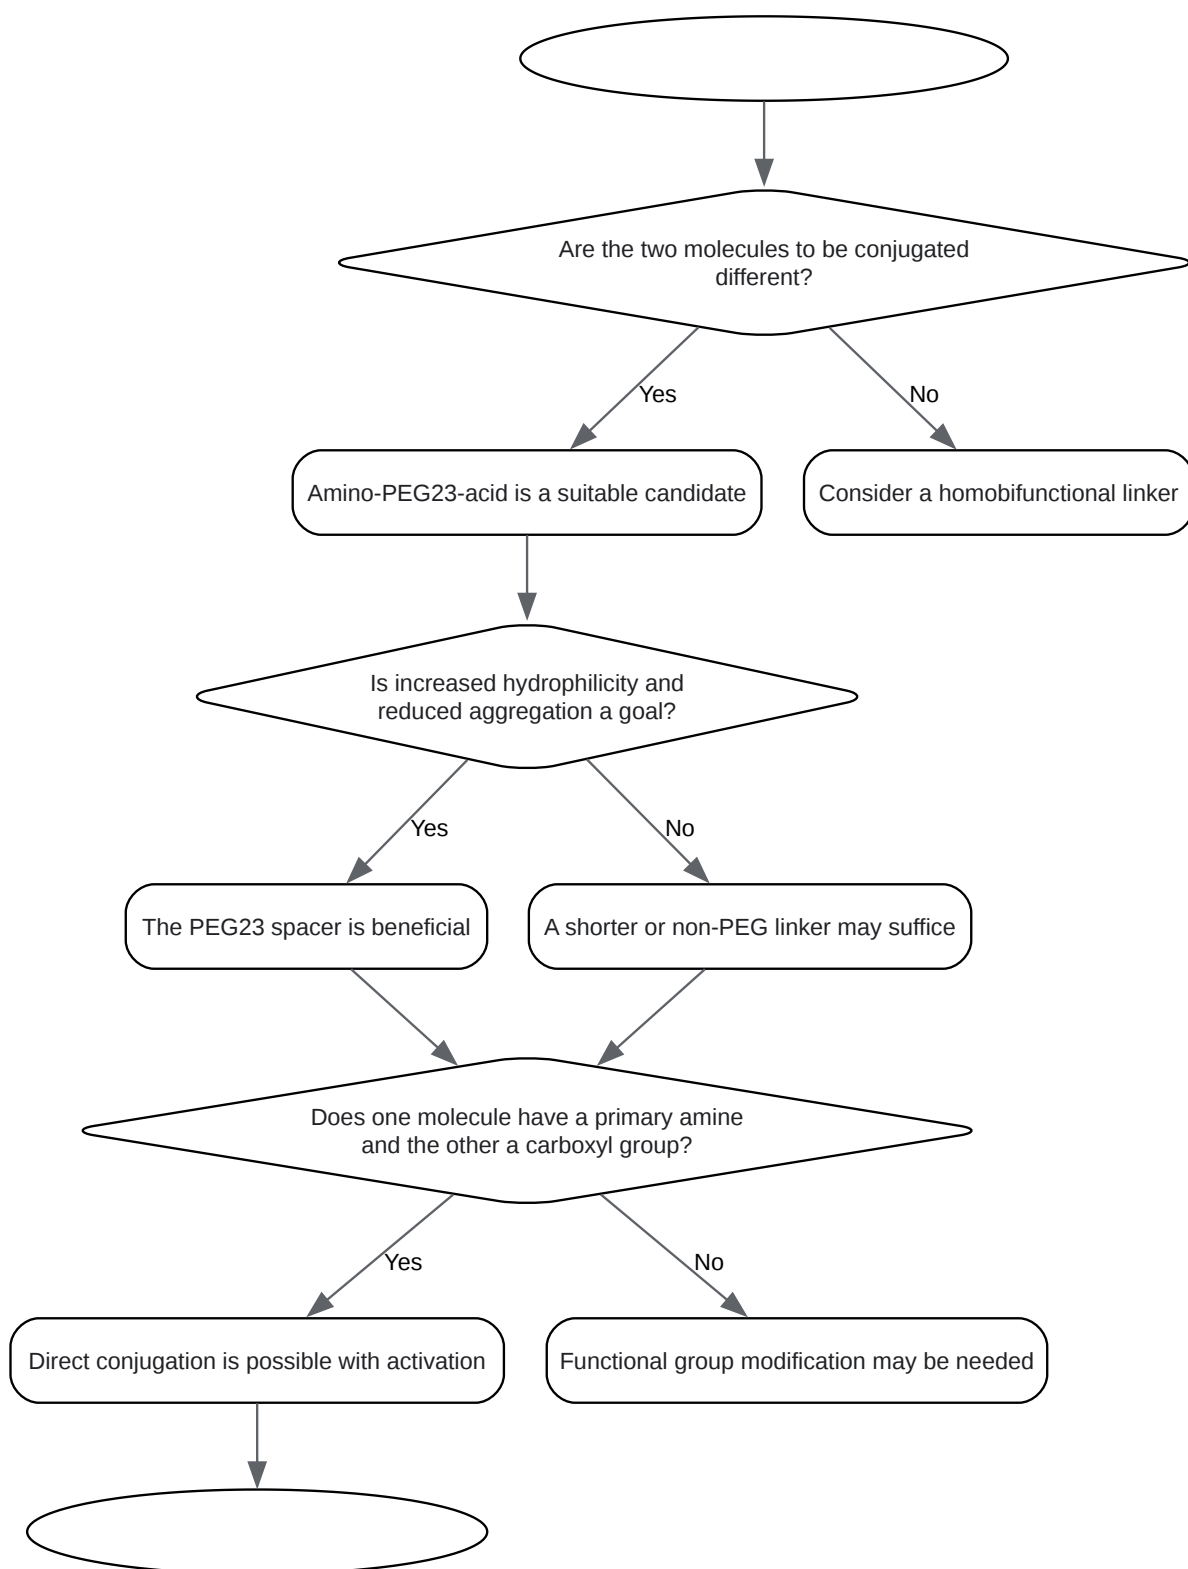 Are the two molecules to be conjugated
different?
Yes
No
Amino-PEG23-acid is a suitable candidate
Consider a homobifunctional linker
Is increased hydrophilicity and
reduced aggregation a goal?
Yes
No
The PEG23 spacer is beneficial
A shorter or non-PEG linker may suffice
Does one molecule have a primary amine
and the other a carboxyl group?
Yes
No
Direct conjugation is possible with activation
Functional group modification may be needed